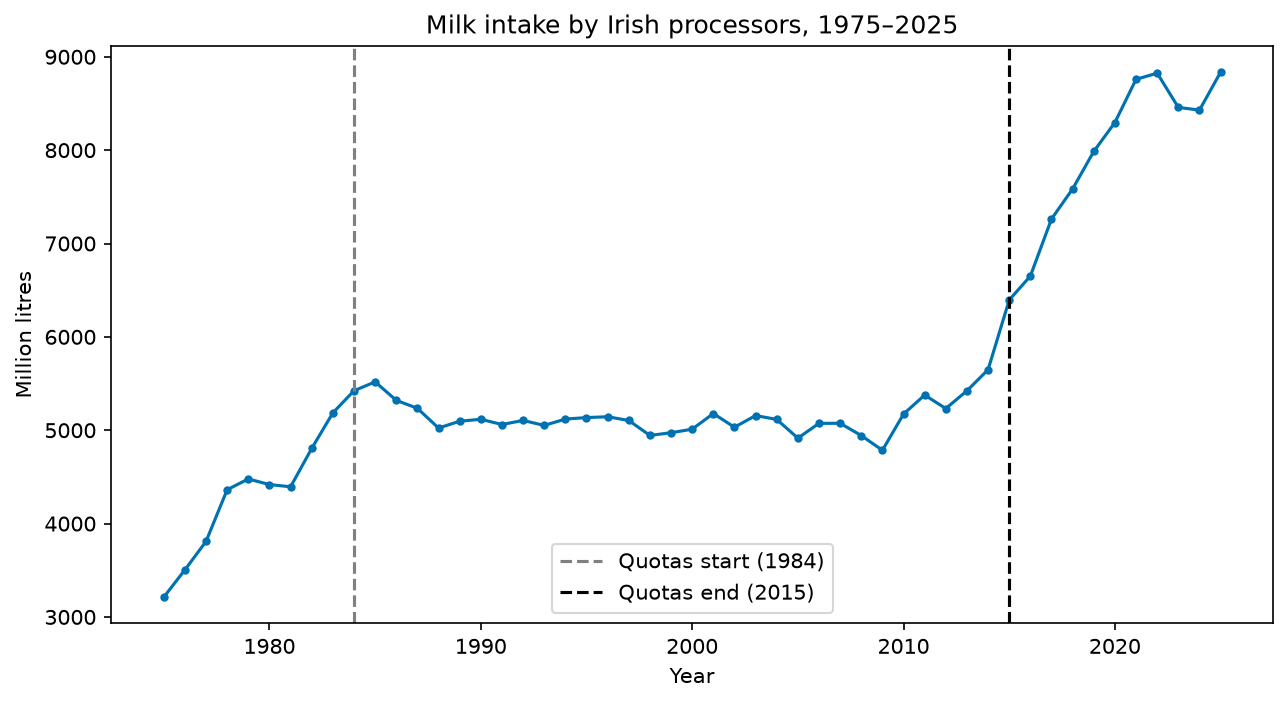 Milk intake by Irish processors, 1975–2025
Million litres
9000
8000
7000
6000
5000
4000
3000
Quotas start (1984)
Quotas end (2015)
1980 1990 2000 2010 2020
Year